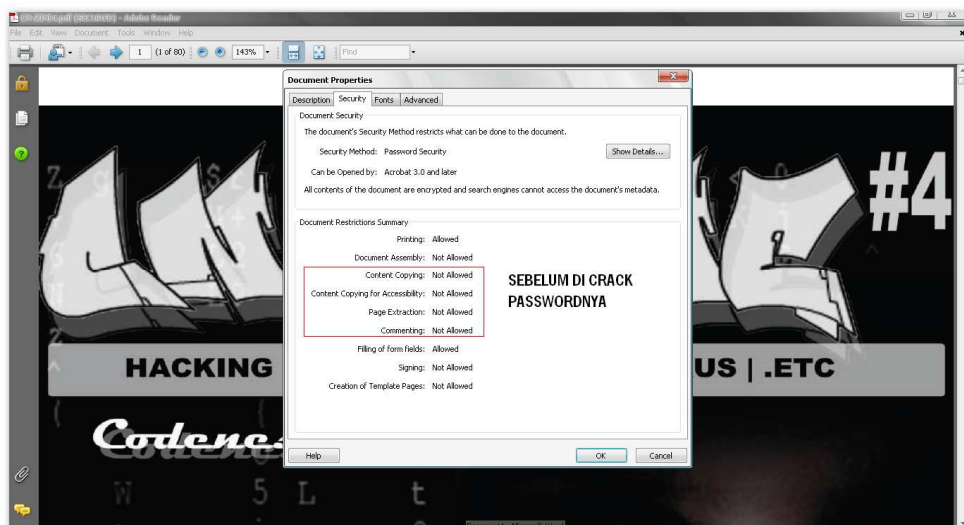 (SECURED) - Adobe Reader
File Edit View Document Tools Window Help
1 (1 of 80) 143% Find
Document Properties
Description Security Fonts Advanced
Document Security
The document's Security Method restricts what can be done to the document.
Security Method: Password Security Show Details...
Can be Opened by: Acrobat 3.0 and later
All contents of the document are encrypted and search engines cannot access the document's metadata.
Document Restrictions Summary
Printing: Allowed
Document Assembly: Not Allowed
Content Copying: Not Allowed
Content Copying for Accessibility: Not Allowed
Page Extraction: Not Allowed
Commenting: Not Allowed
Filling of form fields: Allowed
Signing: Not Allowed
Creation of Template Pages: Not Allowed
SEBELUM DI CRACK
PASSWORDNYA
Help OK Cancel
#4
HACKING US | .ETC
W 5 L t